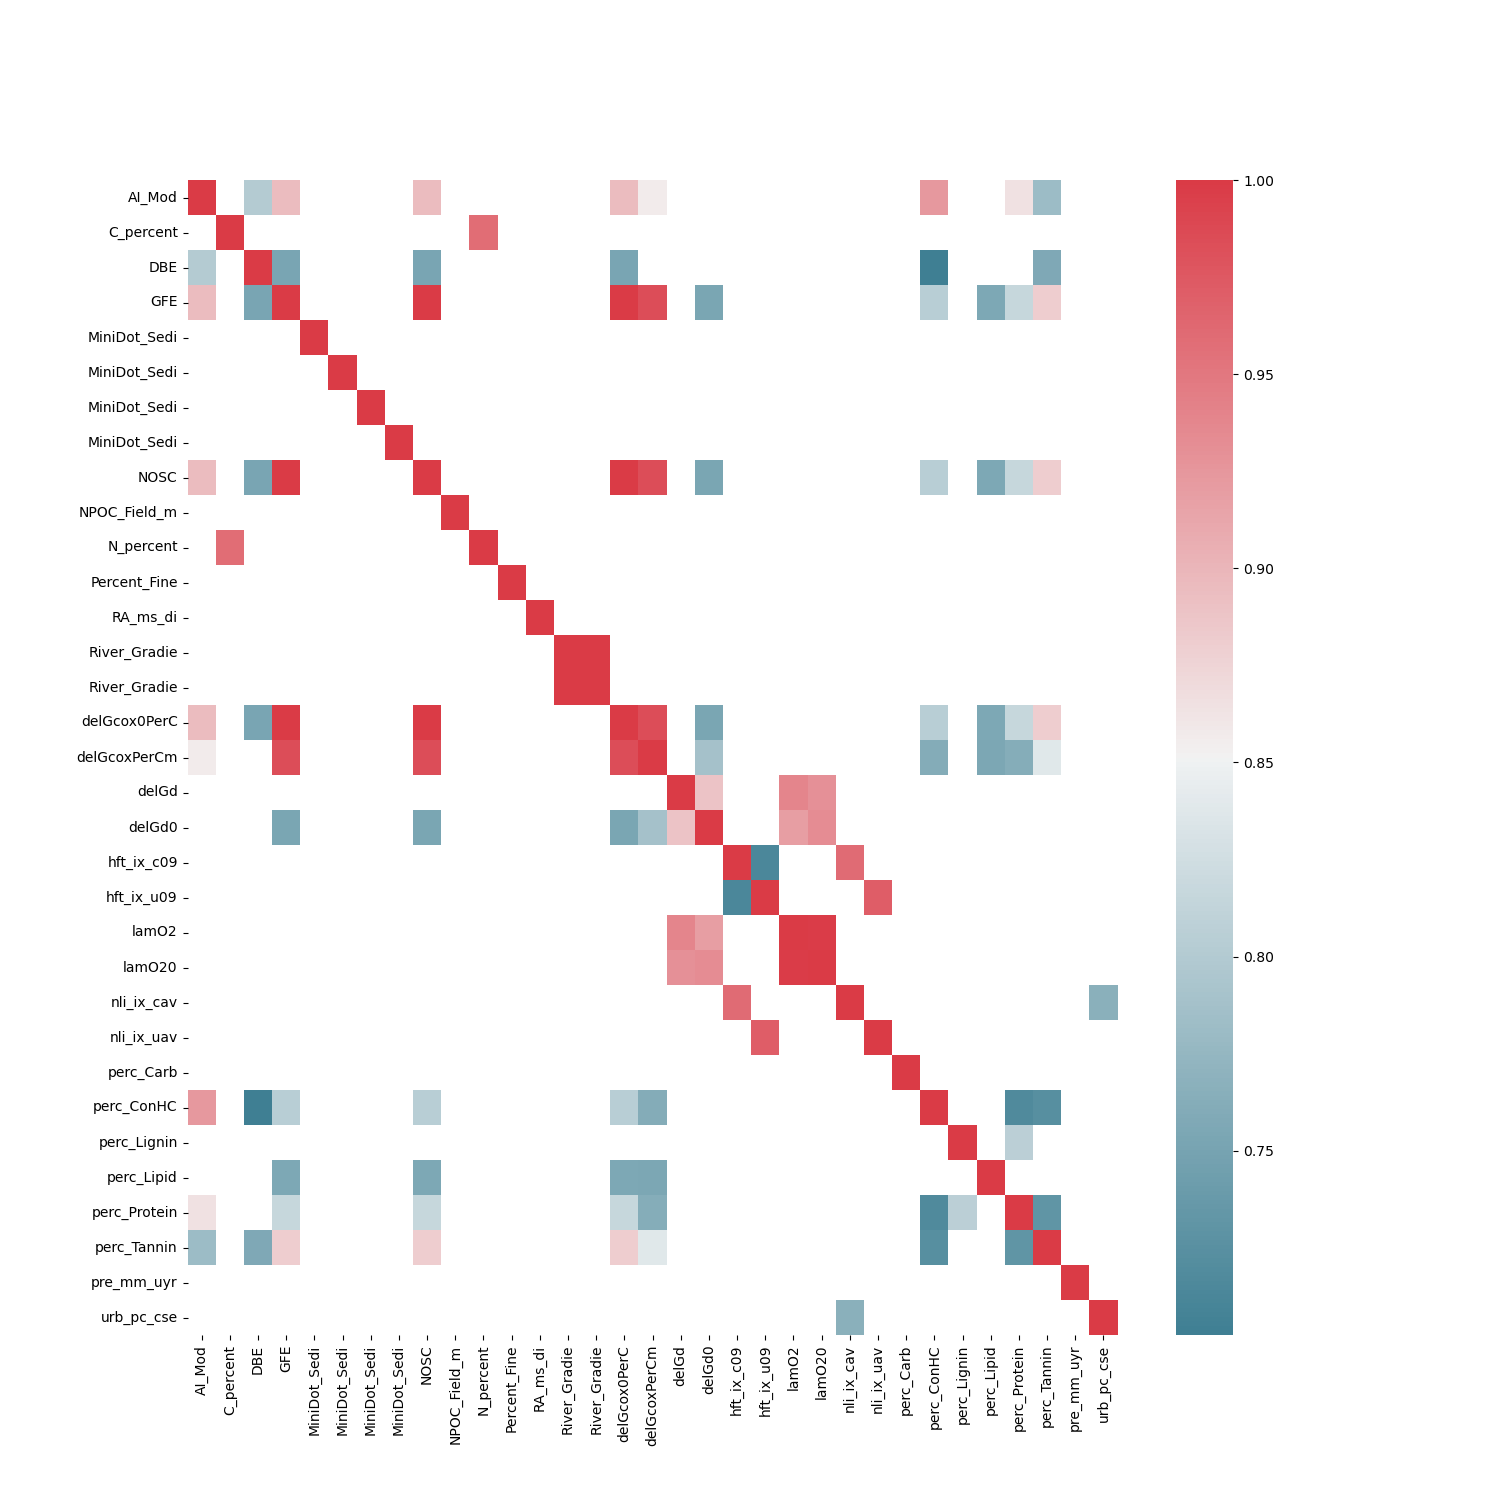 AI_Mod
C_percent
DBE
GFE
MiniDot_Sedi
MiniDot_Sedi
MiniDot_Sedi
MiniDot_Sedi
NOSC
NPOC_Field_m
N_percent
Percent_Fine
RA_ms_di
River_Gradie
River_Gradie
delGcox0PerC
delGcoxPerCm
delGd
delGd0
hft_ix_c09
hft_ix_u09
lamO2
lamO20
nli_ix_cav
nli_ix_uav
perc_Carb
perc_ConHC
perc_Lignin
perc_Lipid
perc_Protein
perc_Tannin
pre_mm_uyr
urb_pc_cse
AI_Mod
C_percent
DBE
GFE
MiniDot_Sedi
MiniDot_Sedi
MiniDot_Sedi
MiniDot_Sedi
NOSC
NPOC_Field_m
N_percent
Percent_Fine
RA_ms_di
River_Gradie
River_Gradie
delGcox0PerC
delGcoxPerCm
delGd
delGd0
hft_ix_c09
hft_ix_u09
lamO2
lamO20
nli_ix_cav
nli_ix_uav
perc_Carb
perc_ConHC
perc_Lignin
perc_Lipid
perc_Protein
perc_Tannin
pre_mm_uyr
urb_pc_cse
1.00
0.95
0.90
0.85
0.80
0.75